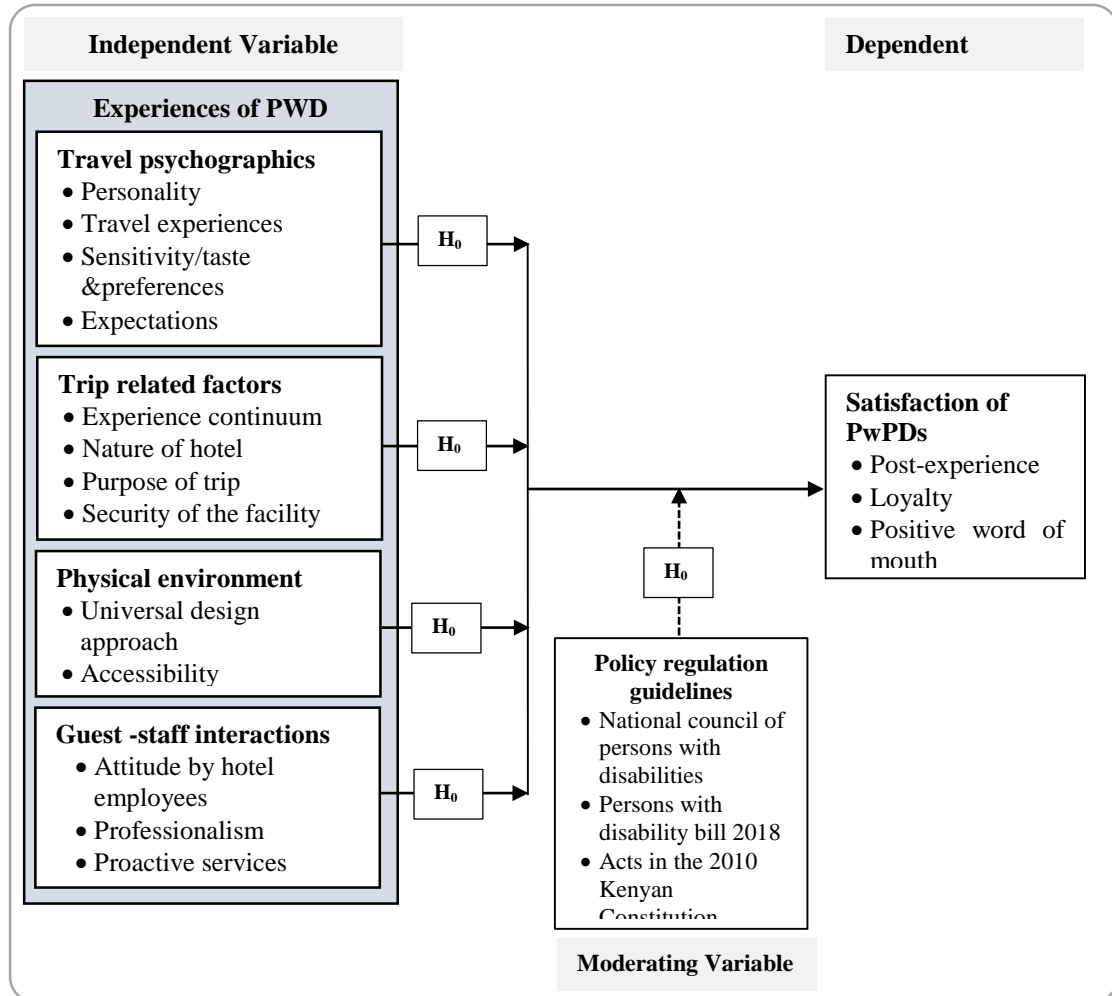 Independent Variable
Dependent
Experiences of PWD
Travel psychographics
• Personality
• Travel experiences
• Sensitivity/taste
&preferences
• Expectations
H₀
Trip related factors
• Experience continuum
• Nature of hotel
• Purpose of trip
• Security of the facility
H₀
Physical environment
• Universal design
approach
• Accessibility
H₀
Guest -staff interactions
• Attitude by hotel
employees
• Professionalism
• Proactive services
H₀
Satisfaction of
PwPDs
• Post-experience
• Loyalty
• Positive word of
mouth
H₀
Policy regulation
guidelines
• National council of
persons with
disabilities
• Persons with
disability bill 2018
• Acts in the 2010
Kenyan
Constitution
Moderating Variable